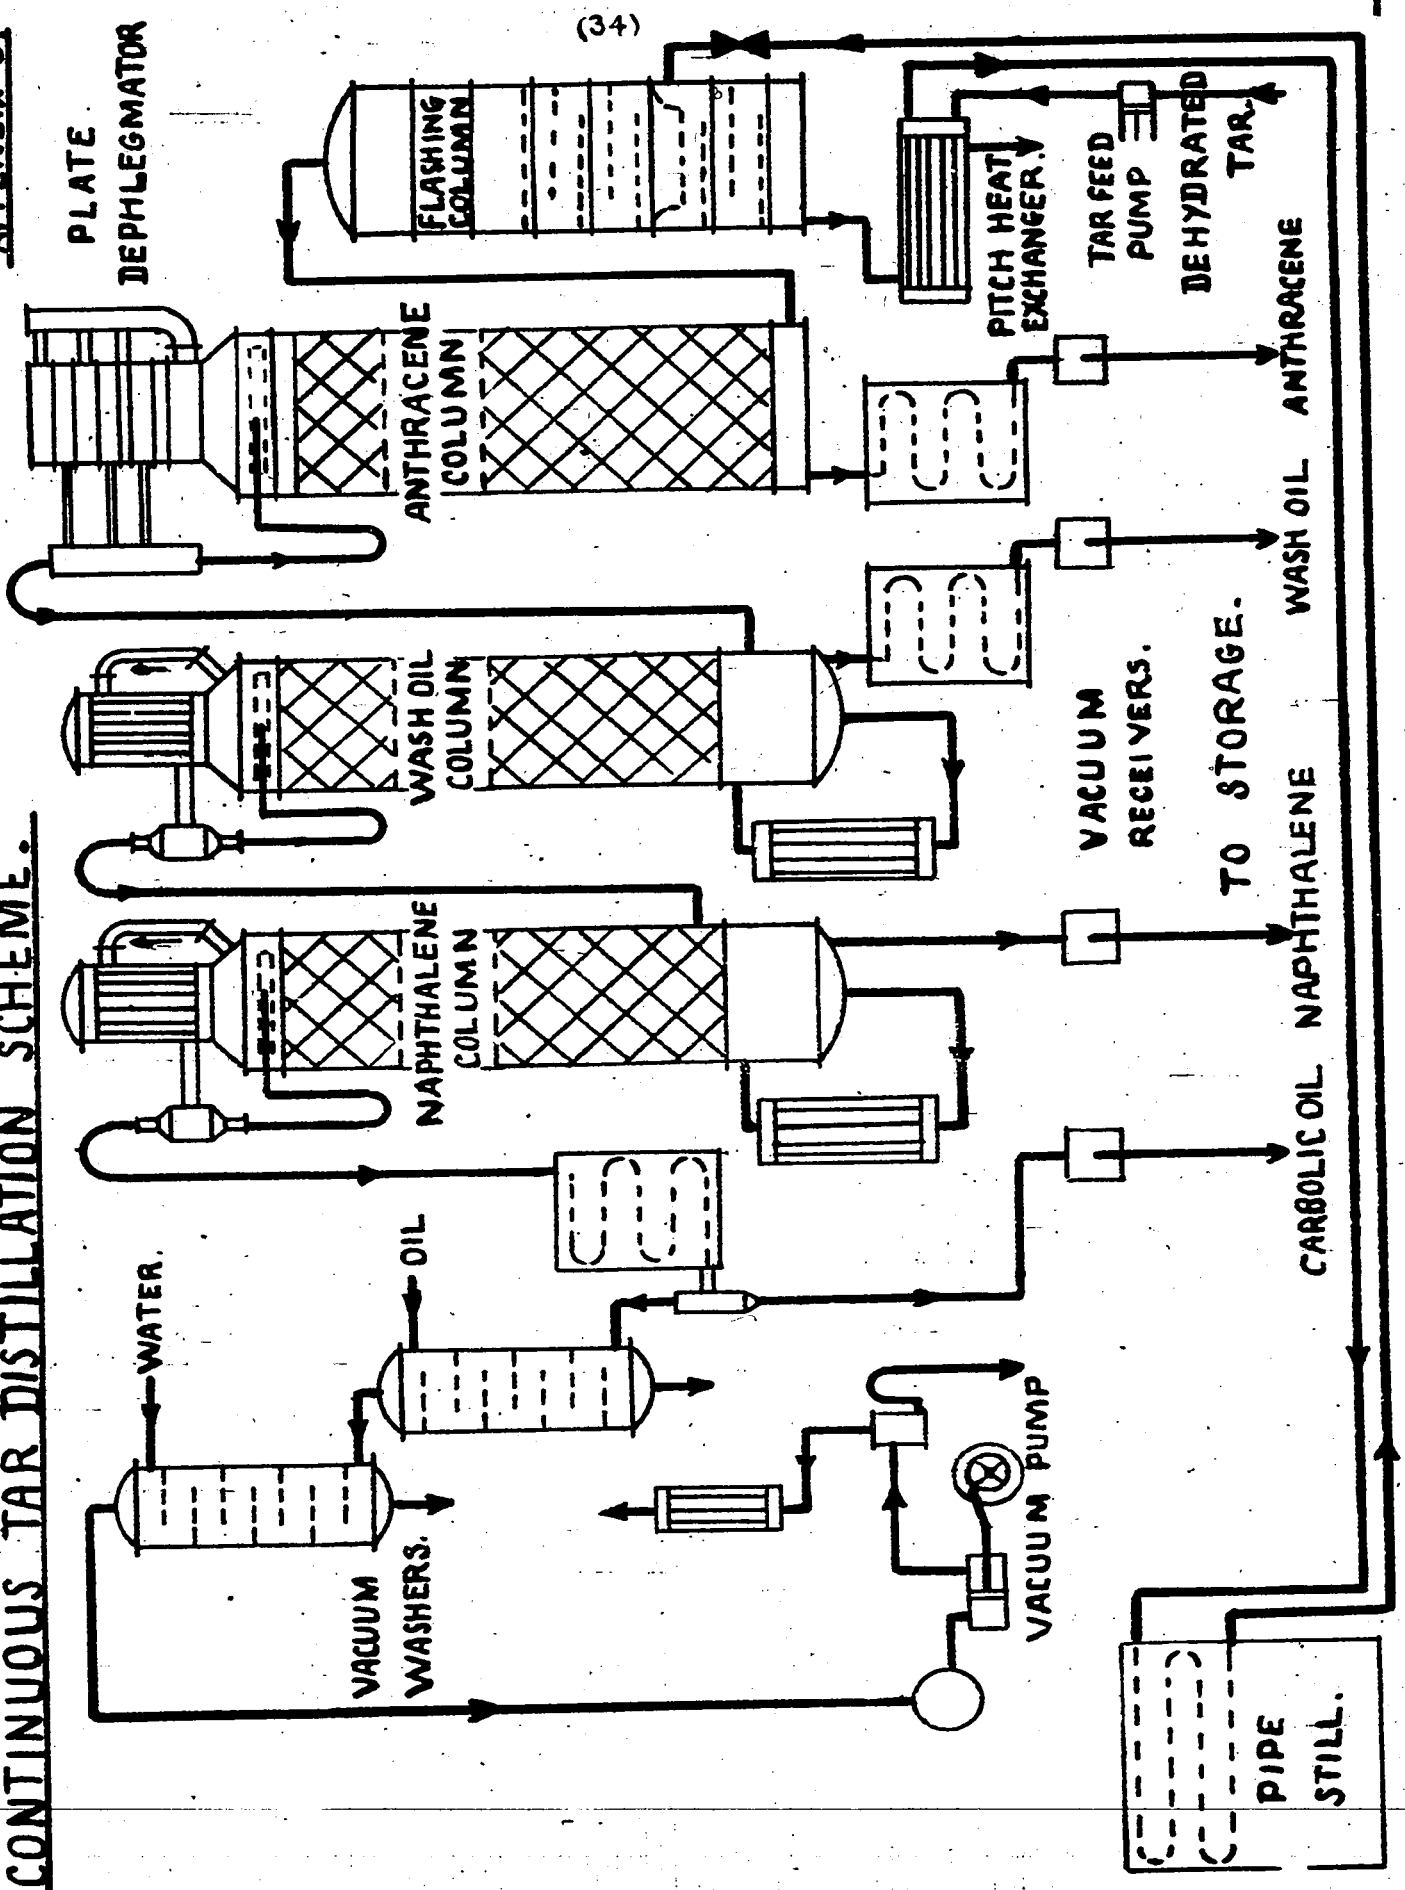 (34)
CONTINUOUS TAR DISTILLATION SCHEME.
PLATE
DEPHLEGMATOR
WATER.
OIL
VACUUM
WASHERS.
NAPHTHALENE
COLUMN
WASH OIL
COLUMN
ANTHRACENE
COLUMN
FLASHING
COLUMN
PITCH HEAT
EXCHANGER.
TAR FEED
PUMP
DEHYDRATED
TAR.
VACUUM PUMP
VACUUM
RECEIVERS.
TO STORAGE.
CARBOLIC OIL
NAPHTHALENE
WASH OIL
ANTHRACENE
PIPE
STILL.